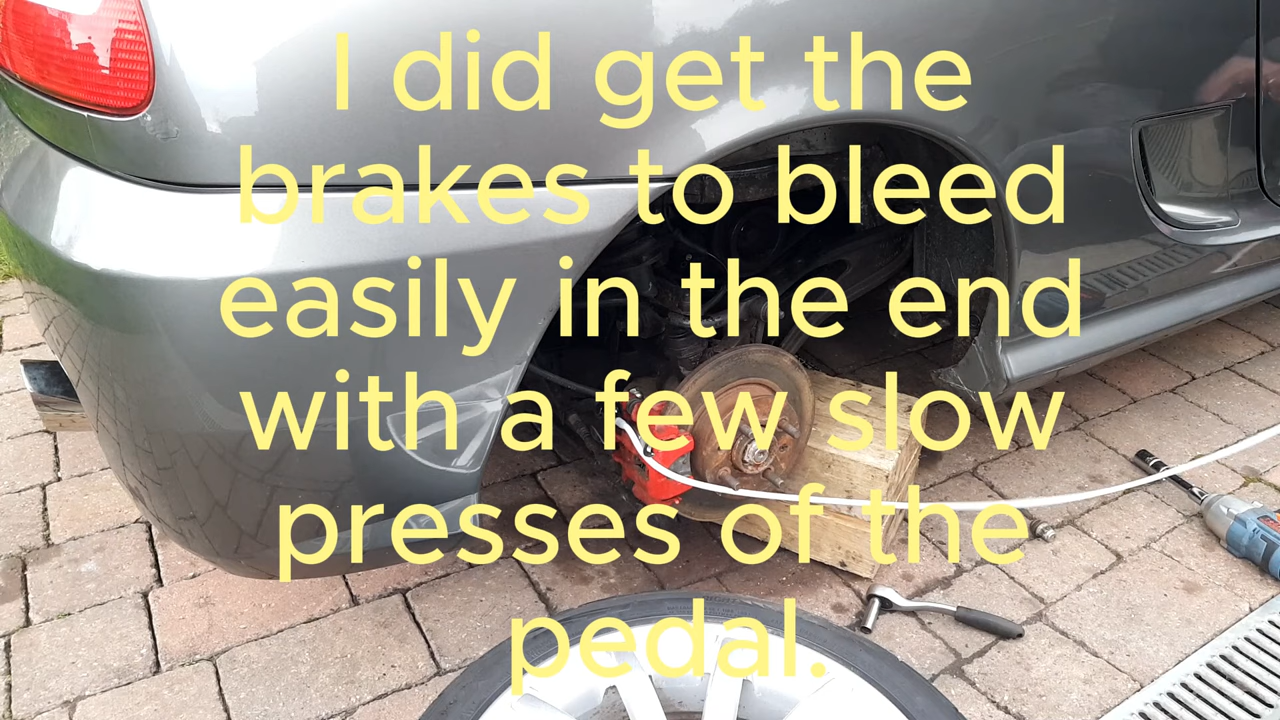 I did get the
brakes to bleed
easily in the end
with a few slow
presses of the
pedal.